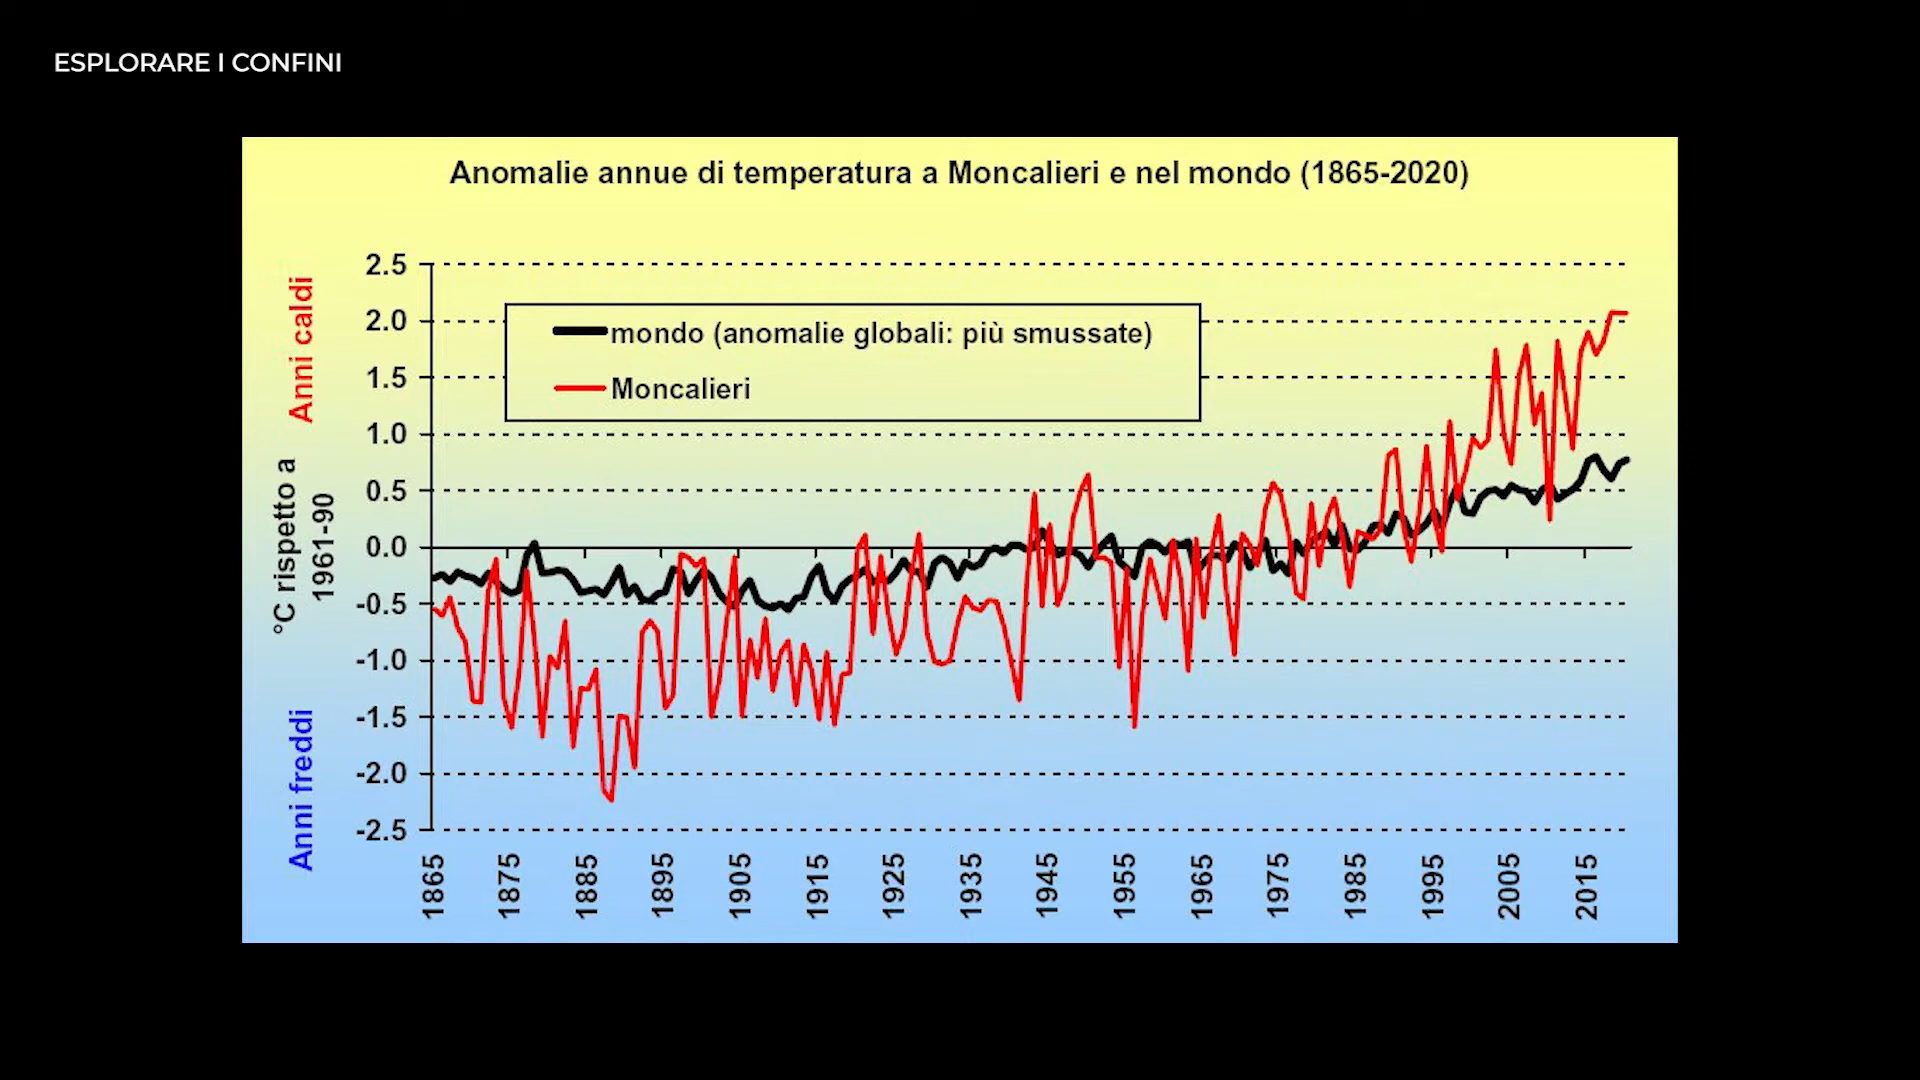 ESPLORARE I CONFINI
Anomalie annue di temperatura a Moncalieri e nel mondo (1865-2020)
Anni caldi
°C rispetto a
1961-90
Anni freddi
2.5
2.0
1.5
1.0
0.5
0.0
-0.5
-1.0
-1.5
-2.0
-2.5
mondo (anomalie globali: più smussate)
Moncalieri
1865 1875 1885 1895 1905 1915 1925 1935 1945 1955 1965 1975 1985 1995 2005 2015